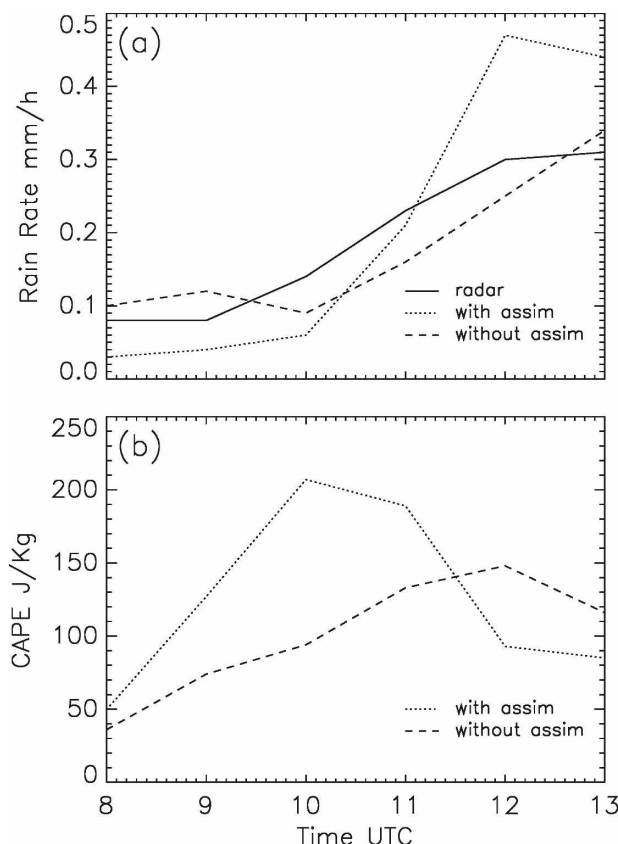 (a)
Rain Rate mm/h
0.5
0.4
0.3
0.2
0.1
0.0
radar
with assim
without assim
(b)
CAPE J/Kg
250
200
150
100
50
0
with assim
without assim
8 9 10 11 12 13
Time UTC